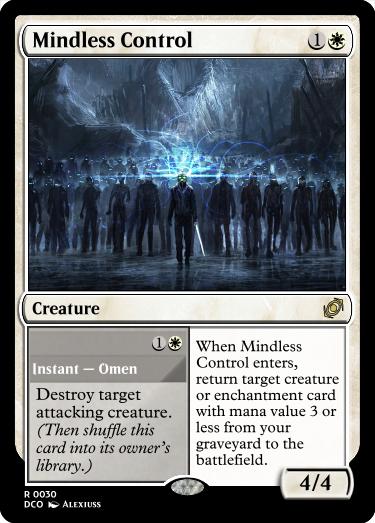 Mindless Control 1
Creature
1
Instant — Omen
Destroy target
attacking creature.
(Then shuffle this
card into its owner's
library.)
When Mindless
Control enters,
return target creature
or enchantment card
with mana value 3 or
less from your
graveyard to the
battlefield.
4/4
R 0030
DCO Alexiuss